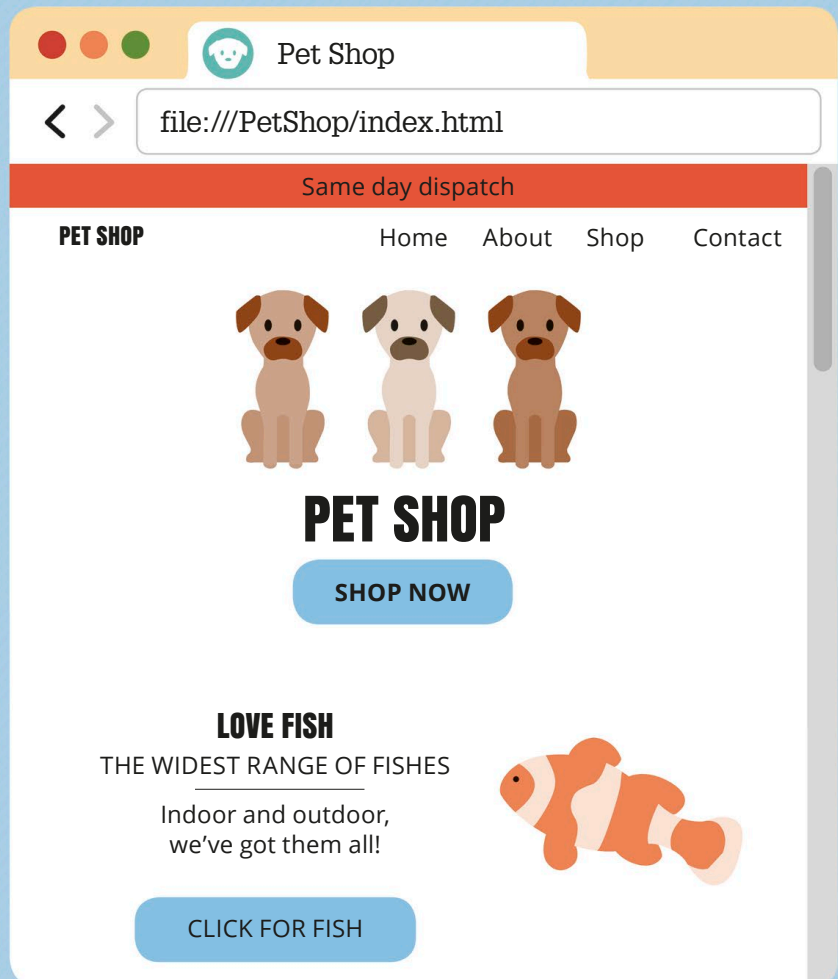 Pet Shop
file:///PetShop/index.html
Same day dispatch
PET SHOP
Home About Shop Contact
PET SHOP
SHOP NOW
LOVE FISH
THE WIDEST RANGE OF FISHES
Indoor and outdoor,
we’ve got them all!
CLICK FOR FISH